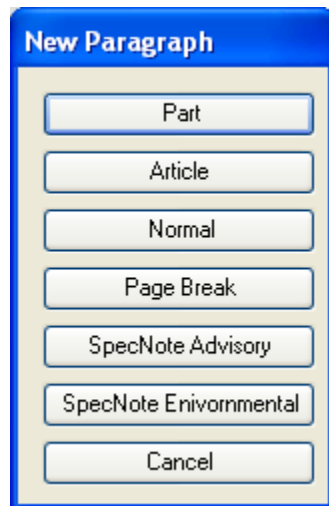 New Paragraph
Part
Article
Normal
Page Break
SpecNote Advisory
SpecNote Enivornmental
Cancel